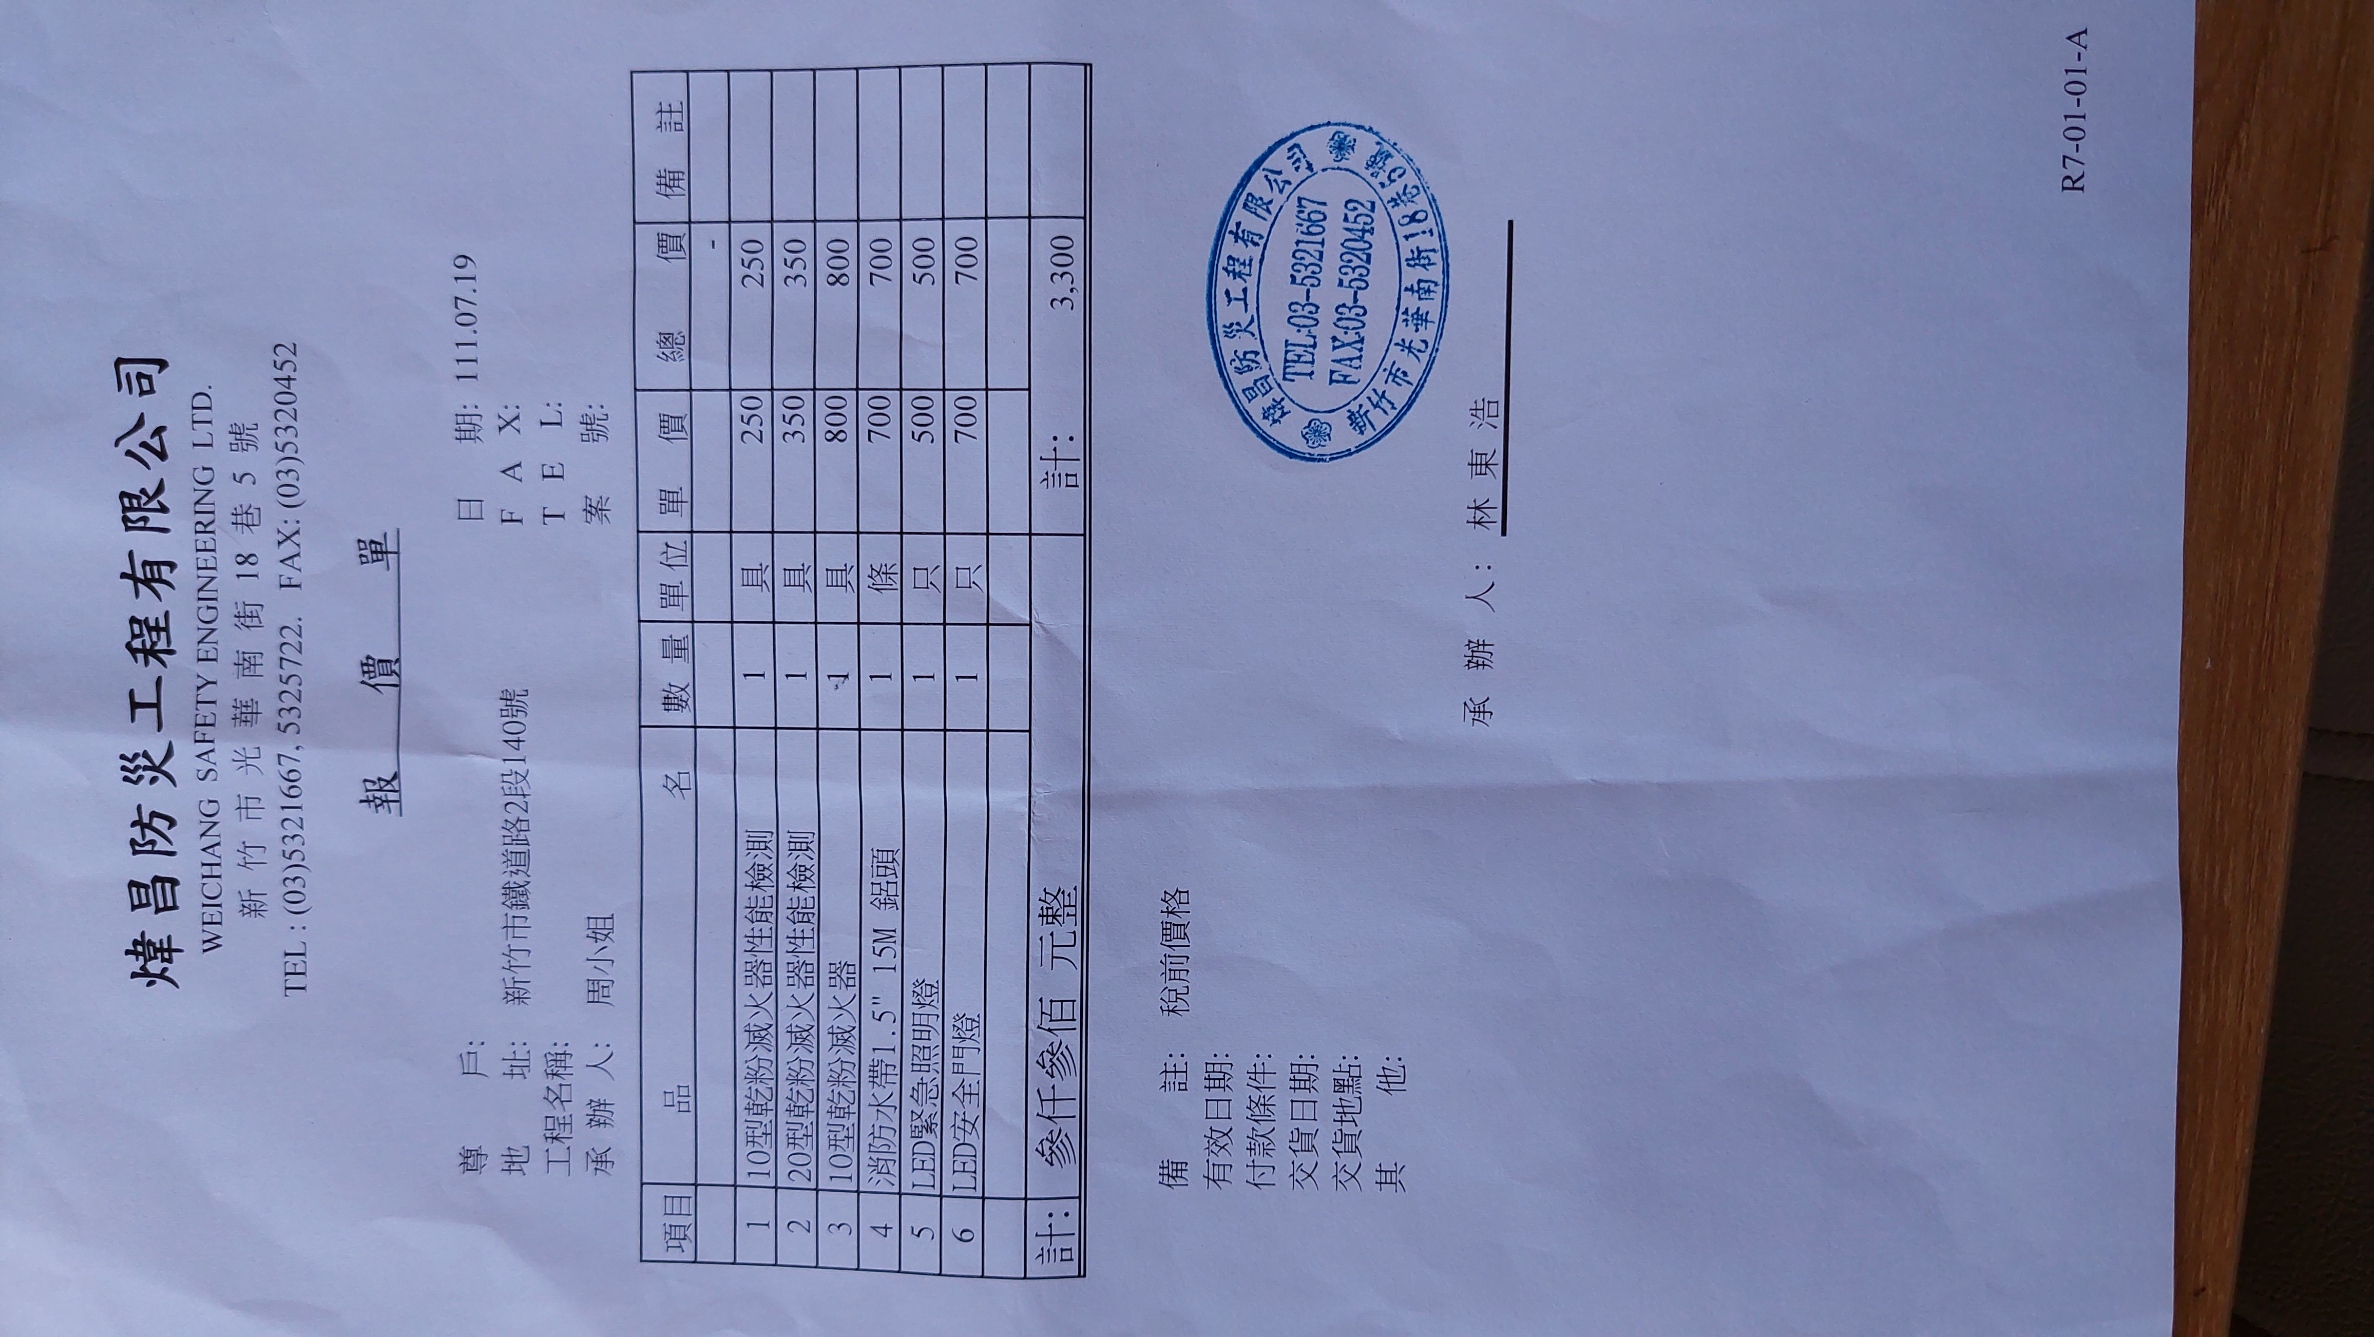 煒昌防災工程有限公司
WEICHANG SAFETY ENGINEERING LTD.
新竹市光華南街18巷5號
TEL : (03)5321667, 5325722. FAX: (03)5320452
報 價 單
尊 戶: 日 期: 111.07.19
地 址: 新竹市鐵道路2段140號 F A X:
工程名稱: T E L:
承 辦 人: 周小姐 案 號:
項目 品 名 數 量 單位 單 價 總 價 備 註
-
1 10型乾粉滅火器性能檢測 1 具 250 250
2 20型乾粉滅火器性能檢測 1 具 350 350
3 10型乾粉滅火器 1 具 800 800
4 消防水帶1.5" 15M 鋁頭 1 條 700 700
5 LED緊急照明燈 1 只 500 500
6 LED安全門燈 1 只 700 700
計: 參仟參佰 元整 計: 3,300
備 註: 稅前價格
有效日期:
付款條件:
交貨日期:
交貨地點:
其 他:
煒昌防災工程有限公司
TEL:03-5321667
FAX:03-5320452
新竹市光華南街18巷5號
承 辦 人: 林 東 浩
R7-01-01-A